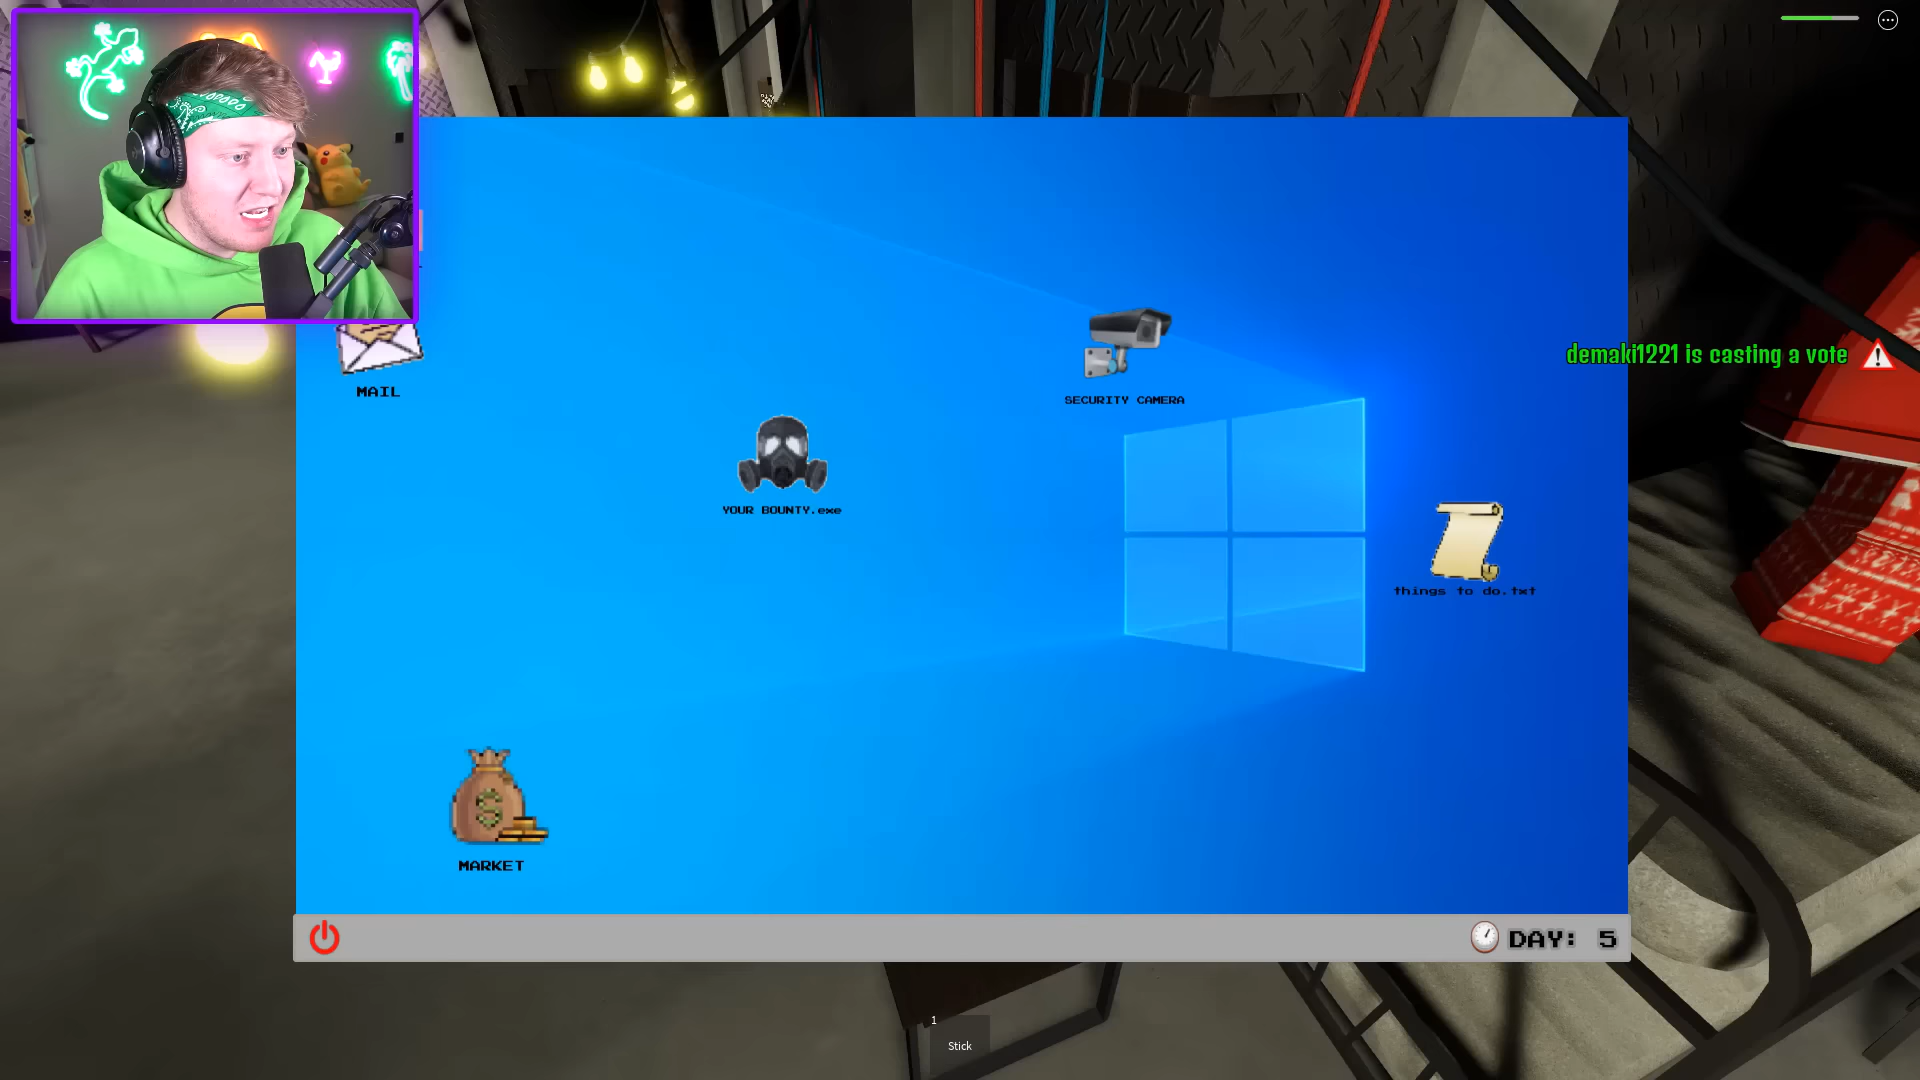 demaki1221 is casting a vote
MAIL
SECURITY CAMERA
YOUR BOUNTY.exe
things to do.txt
MARKET
DAY: 5
1
Stick